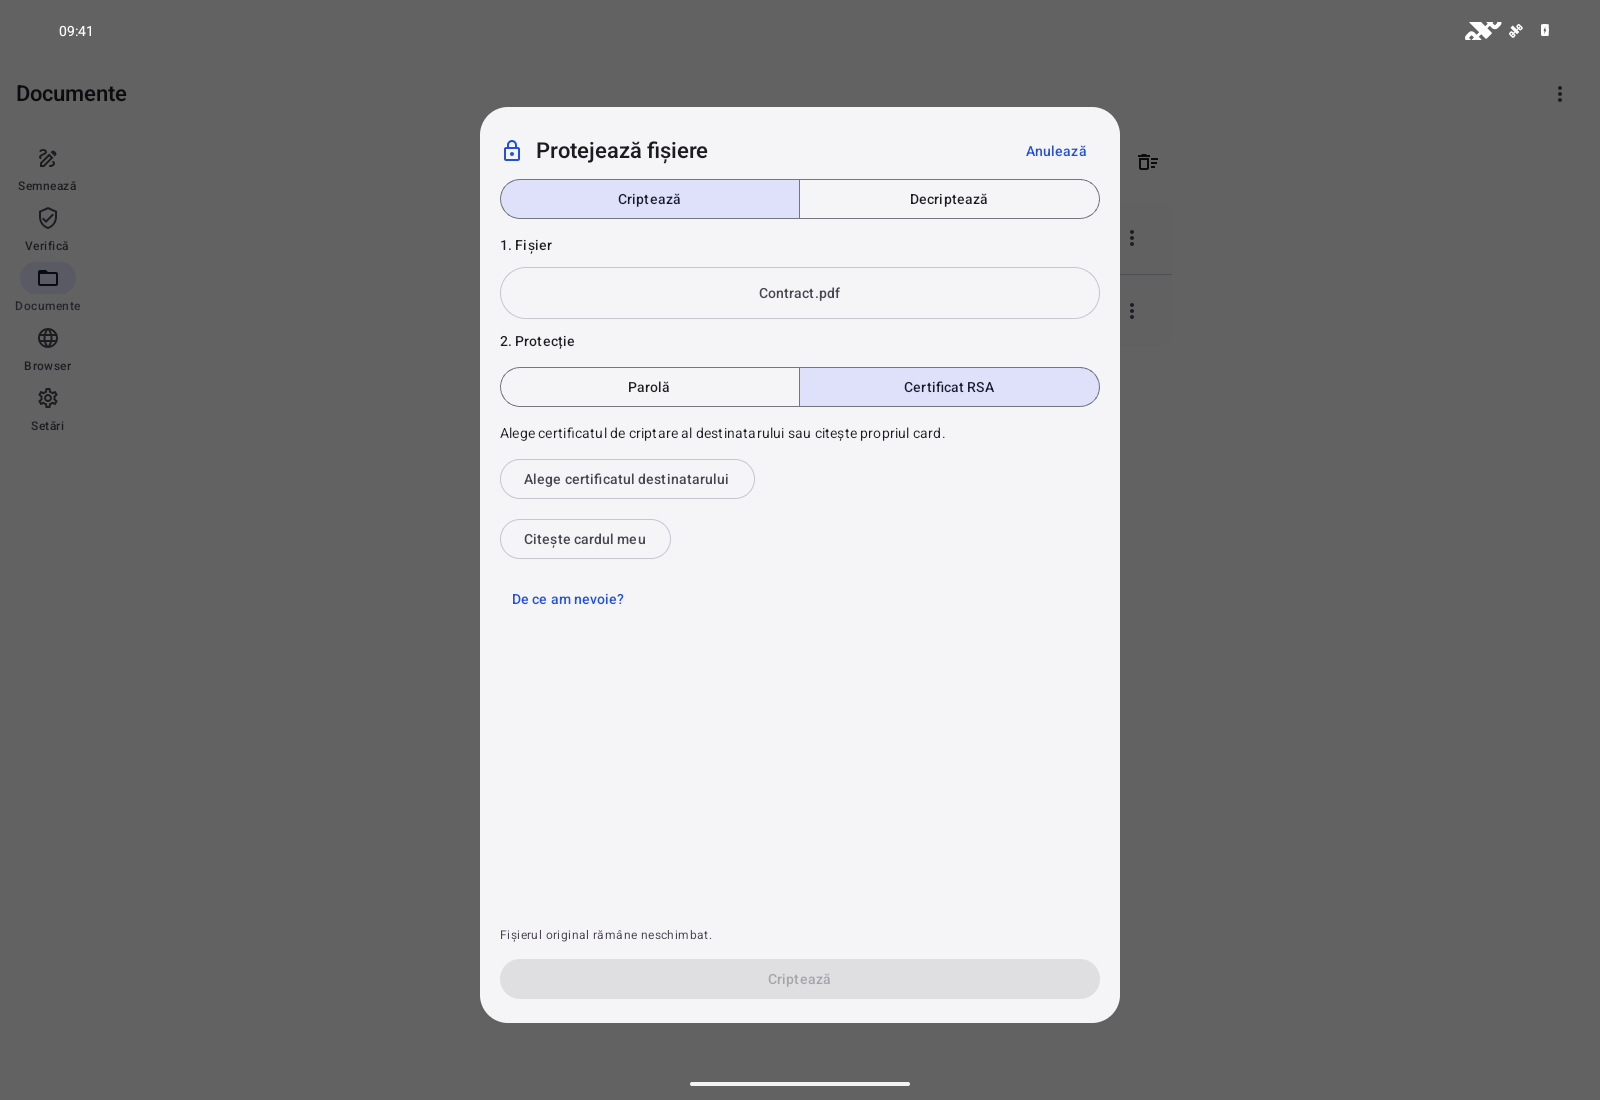 09:41
Documente
Semnează
Verifică
Documente
Browser
Setări
Protejează fișiere
Anulează
Criptează
Decriptează
1. Fișier
Contract.pdf
2. Protecție
Parolă
Certificat RSA
Alege certificatul de criptare al destinatarului sau citește propriul card.
Alege certificatul destinatarului
Citește cardul meu
De ce am nevoie?
Fișierul original rămâne neschimbat.
Criptează